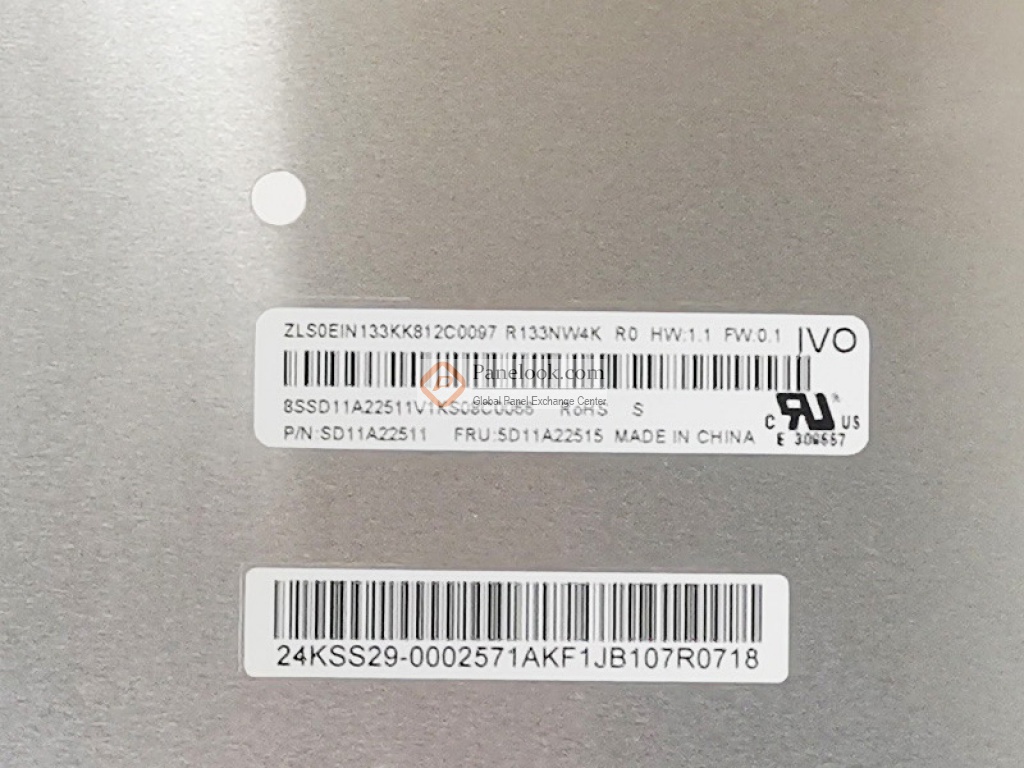 ZLS0EIN133KK812C0097 R133NW4K R0 HW:1.1 FW:0.1 IVO
Panelook.com
Global Panel Exchange Center
8SSD11A22511V1KS08C0066 RoHS S
C US
P/N:SD11A22511 FRU:5D11A22515 MADE IN CHINA E
24KSS29-0002571AKF1JB107R0718